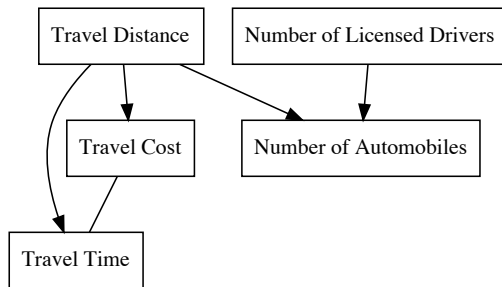 Travel Distance
Number of Licensed Drivers
Travel Cost
Number of Automobiles
Travel Time